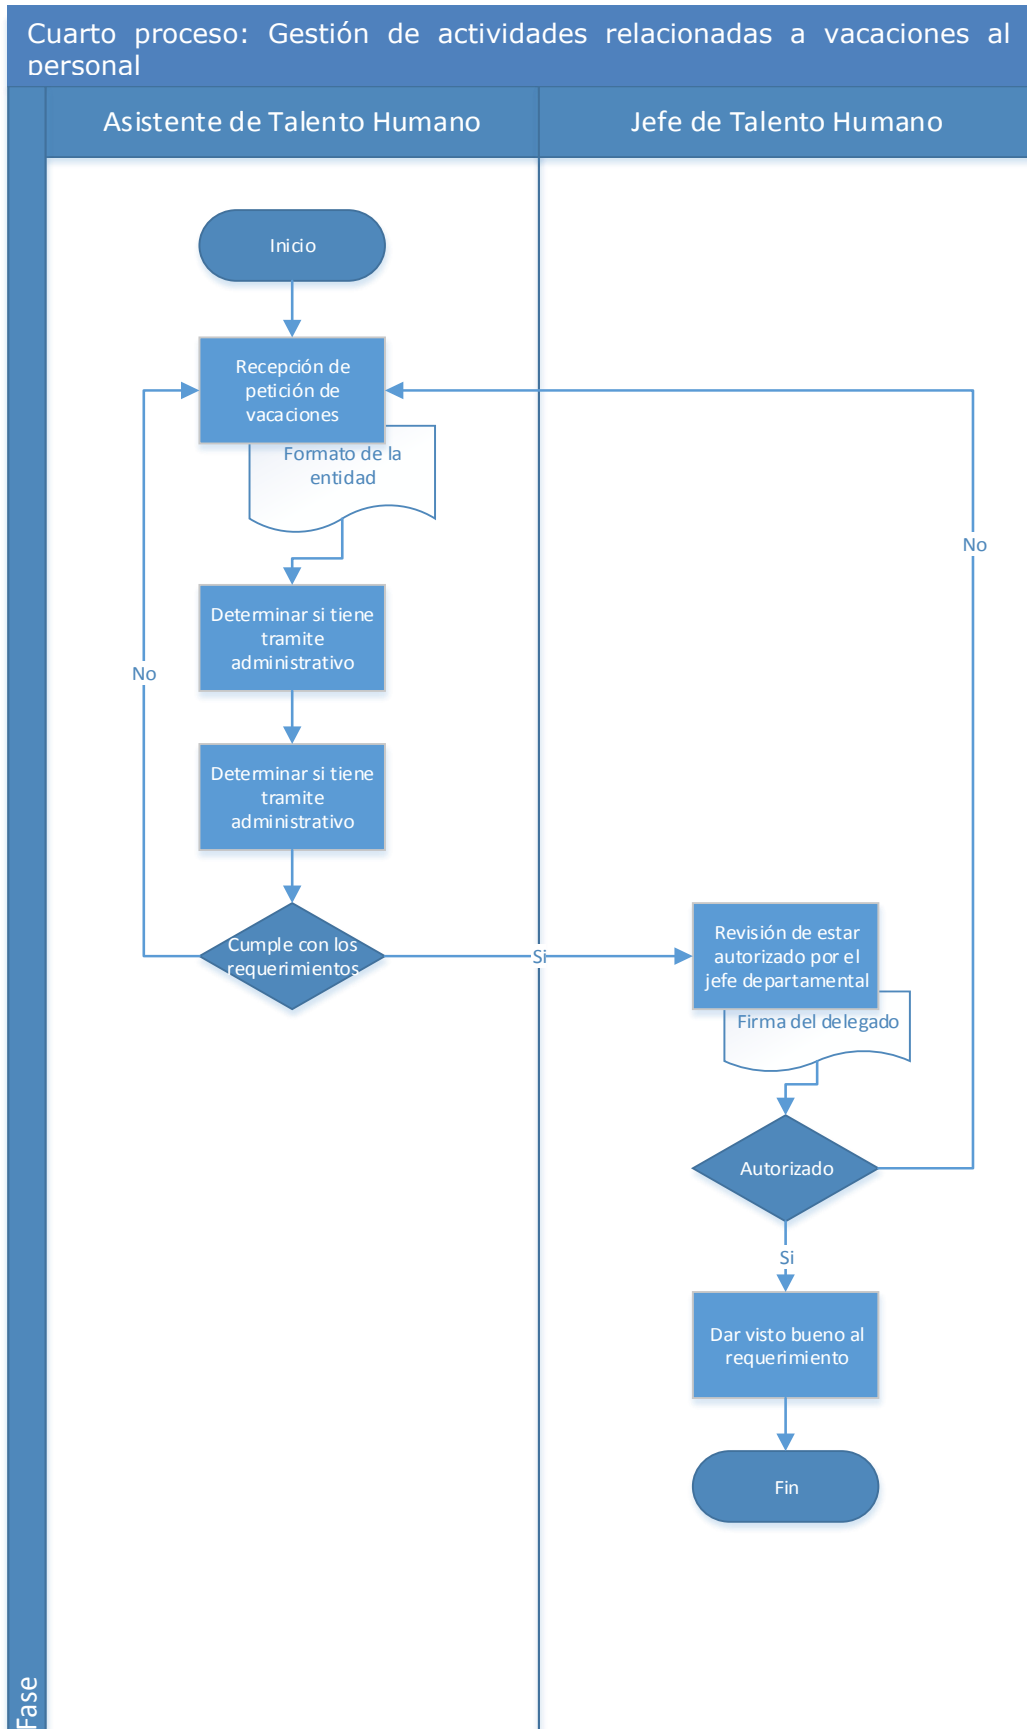 Cuarto proceso: Gestión de actividades relacionadas a vacaciones al
personal
Asistente de Talento Humano
Jefe de Talento Humano
Inicio
Recepción de
petición de
vacaciones
Formato de la
entidad
No
Determinar si tiene
tramite
administrativo
No
Determinar si tiene
tramite
administrativo
Cumple con los
requerimientos
Si
Revisión de estar
autorizado por el
jefe departamental
Firma del delegado
Autorizado
Si
Dar visto bueno al
requerimiento
Fin
Fase